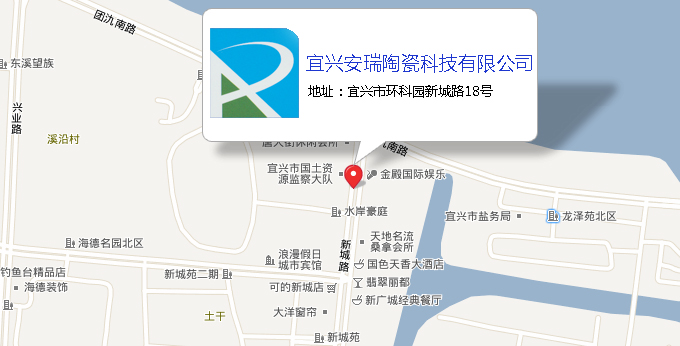 团氿南路
宜兴安瑞陶瓷科技有限公司
地址：宜兴市环科园新城路18号
东溪望族
兴业路
溪沿村
唐人街休闲会所
氿南路
宜兴市国土资
源监察大队
金殿国际娱乐
水岸豪庭
宜兴市盐务局
龙泽苑北区
海德名园北区
新城路
天地名流
桑拿会所
浪漫假日
城市宾馆
国色天香大酒店
钓鱼台精品店
新城苑二期
翡翠丽都
海德装饰
可的新城店
新广城经典餐厅
土干
大洋窗帘
新城苑